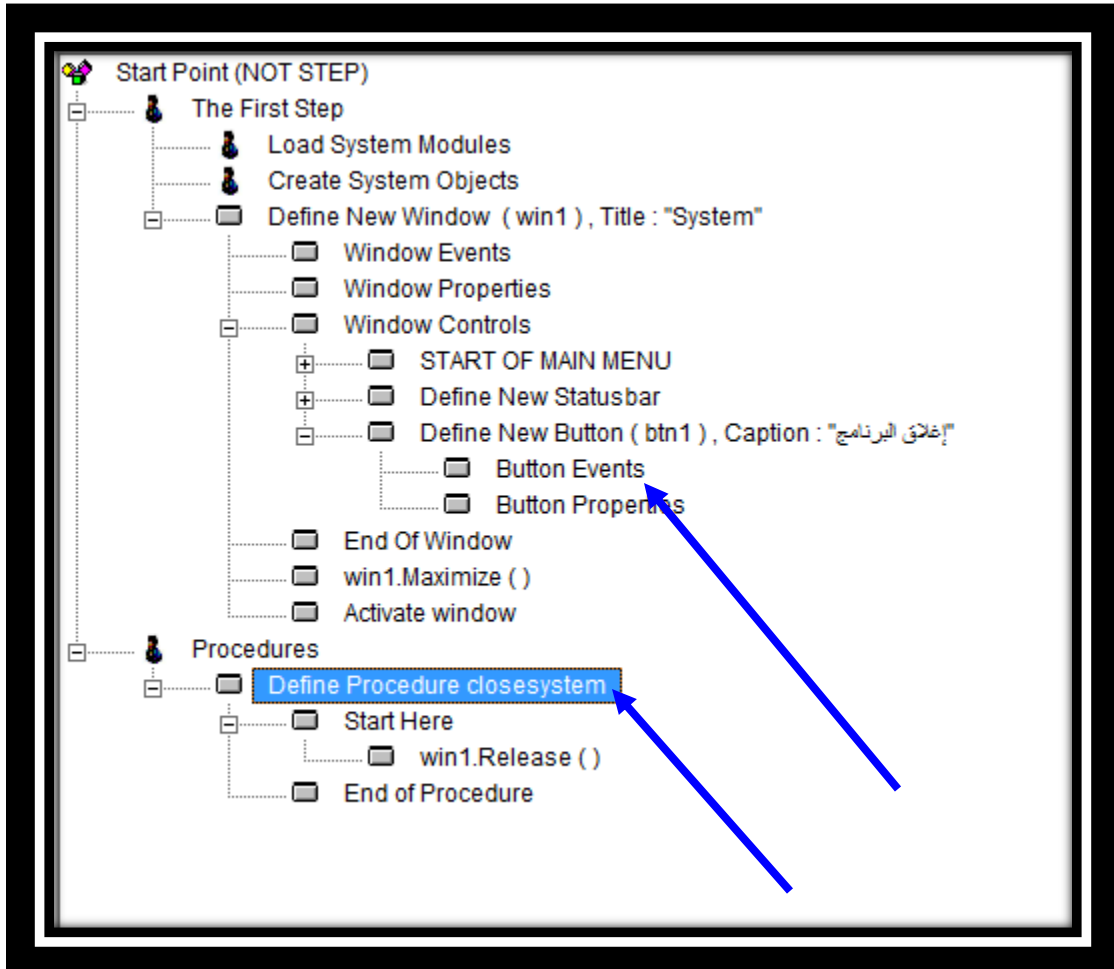 Start Point (NOT STEP)
The First Step
Load System Modules
Create System Objects
Define New Window ( win1 ) , Title : "System"
Window Events
Window Properties
Window Controls
START OF MAIN MENU
Define New Statusbar
Define New Button ( btn1 ) , Caption : "إغلاق البرنامج"
Button Events
Button Properties
End Of Window
win1.Maximize ( )
Activate window
Procedures
Define Procedure closesystem
Start Here
win1.Release ( )
End of Procedure